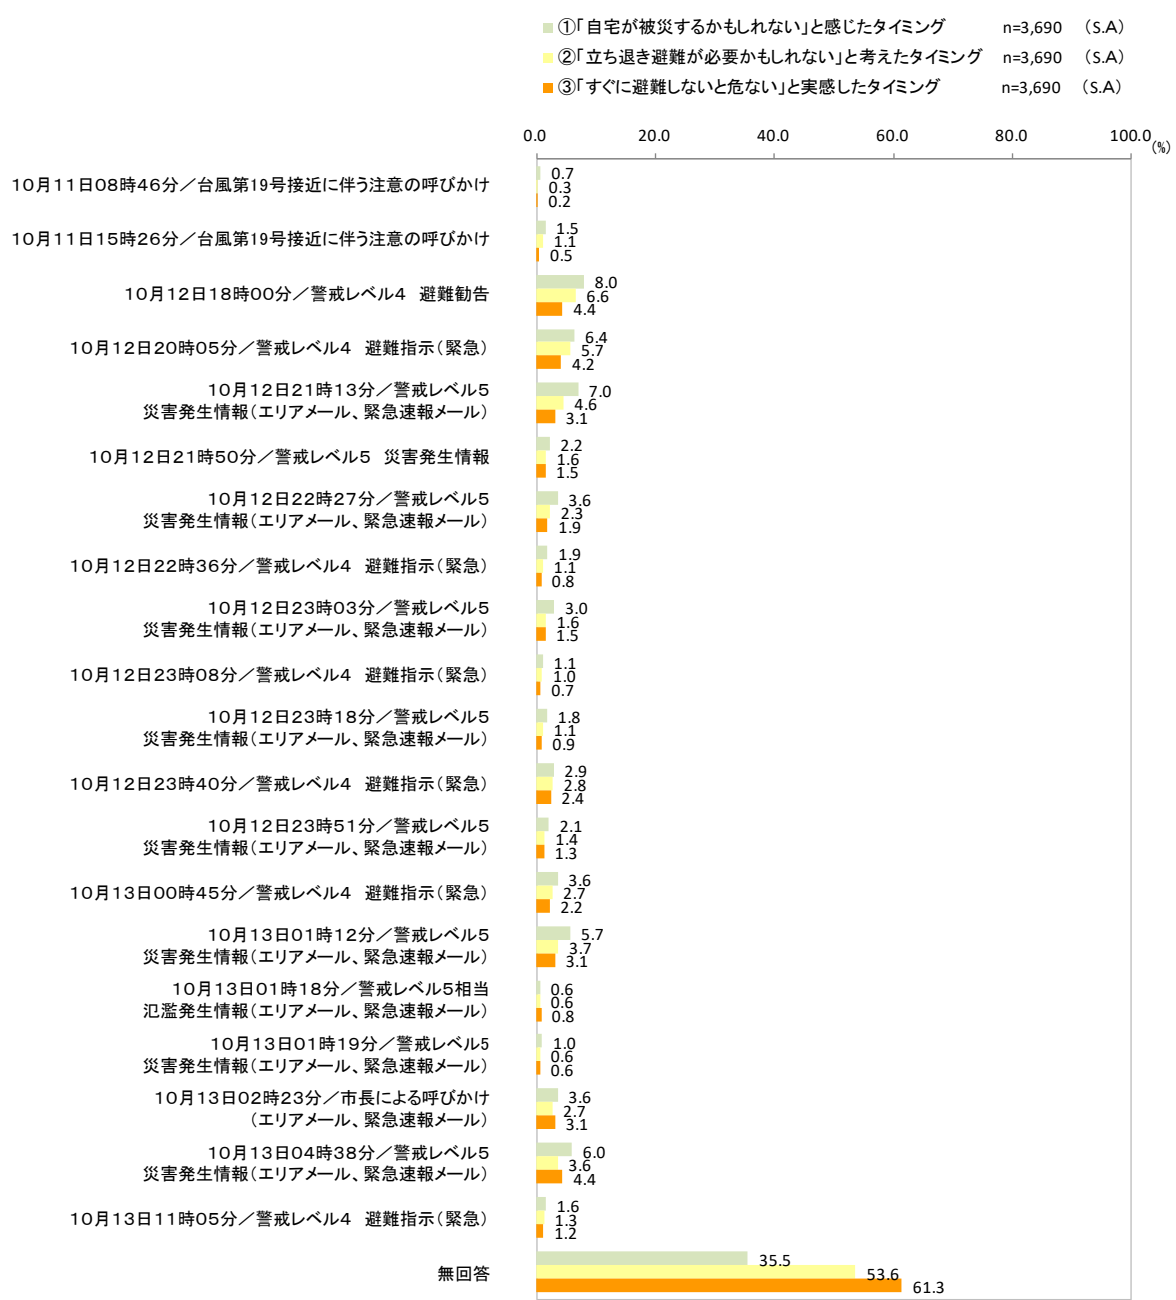 ①「自宅が被災するかもしれない」と感じたタイミング n=3,690 (S.A)
②「立ち退き避難が必要かもしれない」と考えたタイミング n=3,690 (S.A)
③「すぐに避難しないと危ない」と実感したタイミング n=3,690 (S.A)
0.0 20.0 40.0 60.0 80.0 100.0
(%)
10月11日08時46分／台風第19号接近に伴う注意の呼びかけ
0.7
0.3
0.2
10月11日15時26分／台風第19号接近に伴う注意の呼びかけ
1.5
1.1
0.5
10月12日18時00分／警戒レベル4 避難勧告
8.0
6.6
4.4
10月12日20時05分／警戒レベル4 避難指示（緊急）
6.4
5.7
4.2
10月12日21時13分／警戒レベル5
災害発生情報（エリアメール、緊急速報メール）
7.0
4.6
3.1
10月12日21時50分／警戒レベル5 災害発生情報
2.2
1.6
1.5
10月12日22時27分／警戒レベル5
災害発生情報（エリアメール、緊急速報メール）
3.6
2.3
1.9
10月12日22時36分／警戒レベル4 避難指示（緊急）
1.9
1.1
0.8
10月12日23時03分／警戒レベル5
災害発生情報（エリアメール、緊急速報メール）
3.0
1.6
1.5
10月12日23時08分／警戒レベル4 避難指示（緊急）
1.1
1.0
0.7
10月12日23時18分／警戒レベル5
災害発生情報（エリアメール、緊急速報メール）
1.8
1.1
0.9
10月12日23時40分／警戒レベル4 避難指示（緊急）
2.9
2.8
2.4
10月12日23時51分／警戒レベル5
災害発生情報（エリアメール、緊急速報メール）
2.1
1.4
1.3
10月13日00時45分／警戒レベル4 避難指示（緊急）
3.6
2.7
2.2
10月13日01時12分／警戒レベル5
災害発生情報（エリアメール、緊急速報メール）
5.7
3.7
3.1
10月13日01時18分／警戒レベル5相当
氾濫発生情報（エリアメール、緊急速報メール）
0.6
0.6
0.8
10月13日01時19分／警戒レベル5
災害発生情報（エリアメール、緊急速報メール）
1.0
0.6
0.6
10月13日02時23分／市長による呼びかけ
（エリアメール、緊急速報メール）
3.6
2.7
3.1
10月13日04時38分／警戒レベル5
災害発生情報（エリアメール、緊急速報メール）
6.0
3.6
4.4
10月13日11時05分／警戒レベル4 避難指示（緊急）
1.6
1.3
1.2
無回答
35.5
53.6
61.3